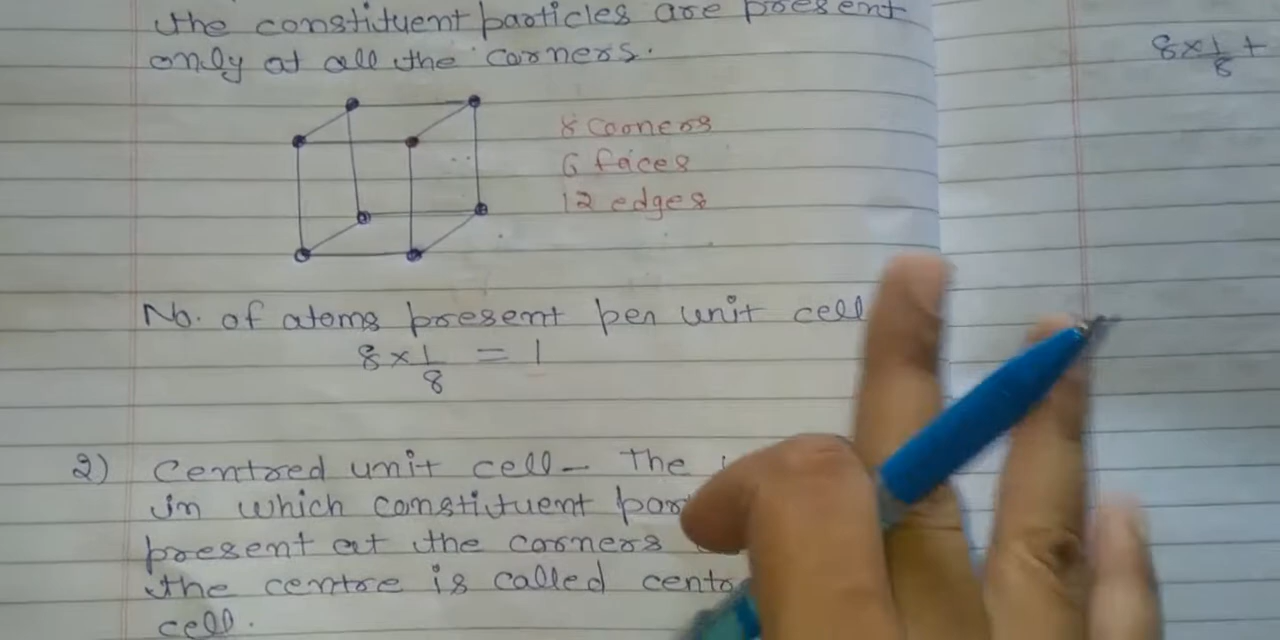 the constituent particles are present
only at all the corners.
8 × 1/8 +
8 corners
6 faces
12 edges
No. of atoms present per unit cell
8 × 1/8 = 1
2) Centred unit cell - The
in which constituent par
present at the corners
the centre is called centr
cell.